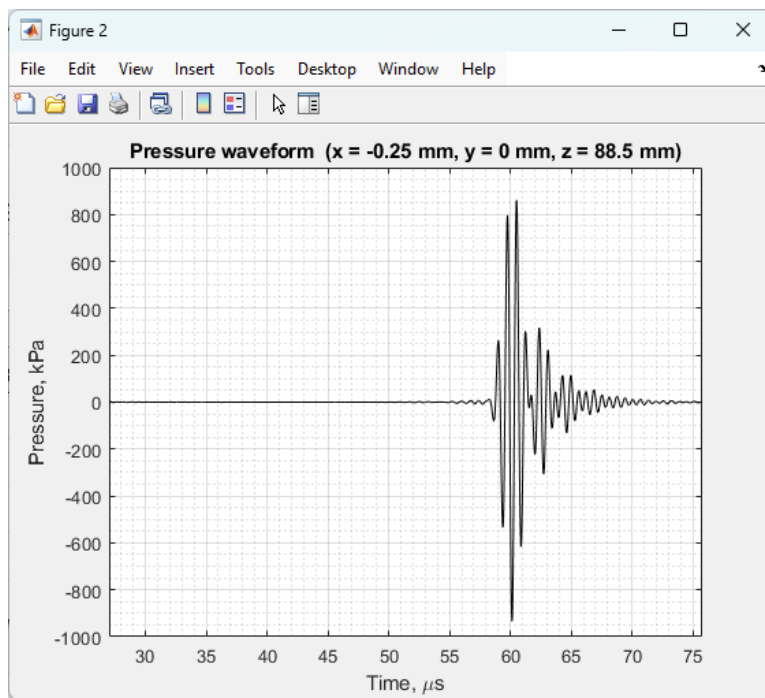 Figure 2
File Edit View Insert Tools Desktop Window Help
Pressure waveform (x = -0.25 mm, y = 0 mm, z = 88.5 mm)
1000
800
600
400
200
0
-200
-400
-600
-800
-1000
Pressure, kPa
30 35 40 45 50 55 60 65 70 75
Time, μs